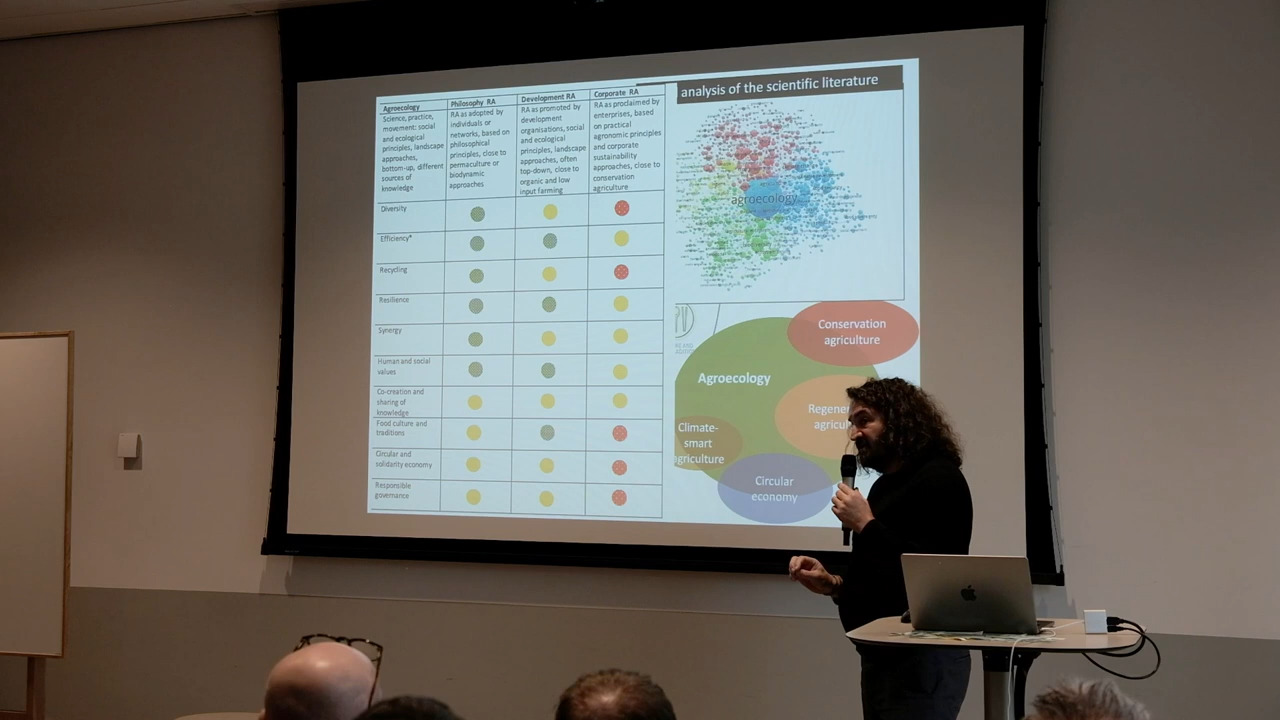 Agroecology
Science, practice,
movement: social
and ecological
principles, landscape
approaches,
bottom-up, different
sources of
knowledge
Philosophy RA
RA as adopted by
individuals or
networks, based on
philosophical
principles, close to
permaculture or
biodynamic
approaches
Development RA
RA as promoted by
development
organisations, social
and ecological
principles, landscape
approaches, often
top-down, close to
organic and low
input farming
Corporate RA
RA as proclaimed by
enterprises, based
on practical
agronomic principles
and corporate
sustainability
approaches, close to
conservation
agriculture
Diversity
Efficiency*
Recycling
Resilience
Synergy
Human and social
values
Co-creation and
sharing of
knowledge
Food culture and
traditions
Circular and
solidarity economy
Responsible
governance
analysis of the scientific literature
agroecology
Conservation
agriculture
Agroecology
Regene
agricu
Climate-
smart
agriculture
Circular
economy